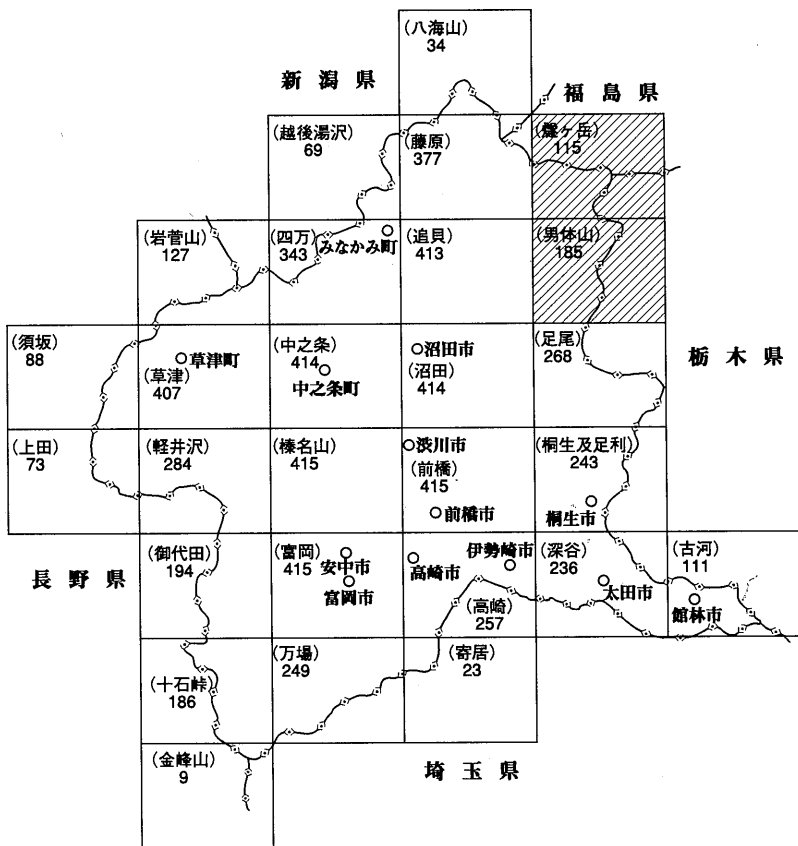 (八海山)
34
新潟県
福島県
(越後湯沢)
69
(藤原)
377
(燧ヶ岳)
115
(岩菅山)
127
(四万)
343
みなかみ町
(追貝)
413
(男体山)
185
(須坂)
88
草津町
(草津)
407
(中之条)
414
中之条町
沼田市
(沼田)
414
(足尾)
268
栃木県
(上田)
73
(軽井沢)
284
(榛名山)
415
渋川市
(前橋)
415
前橋市
(桐生及足利)
243
桐生市
長野県
(御代田)
194
(富岡)
415
安中市
富岡市
高崎市
伊勢崎市
(高崎)
257
(深谷)
236
太田市
(古河)
111
館林市
(十石峠)
186
(万場)
249
(寄居)
23
(金峰山)
9
埼玉県